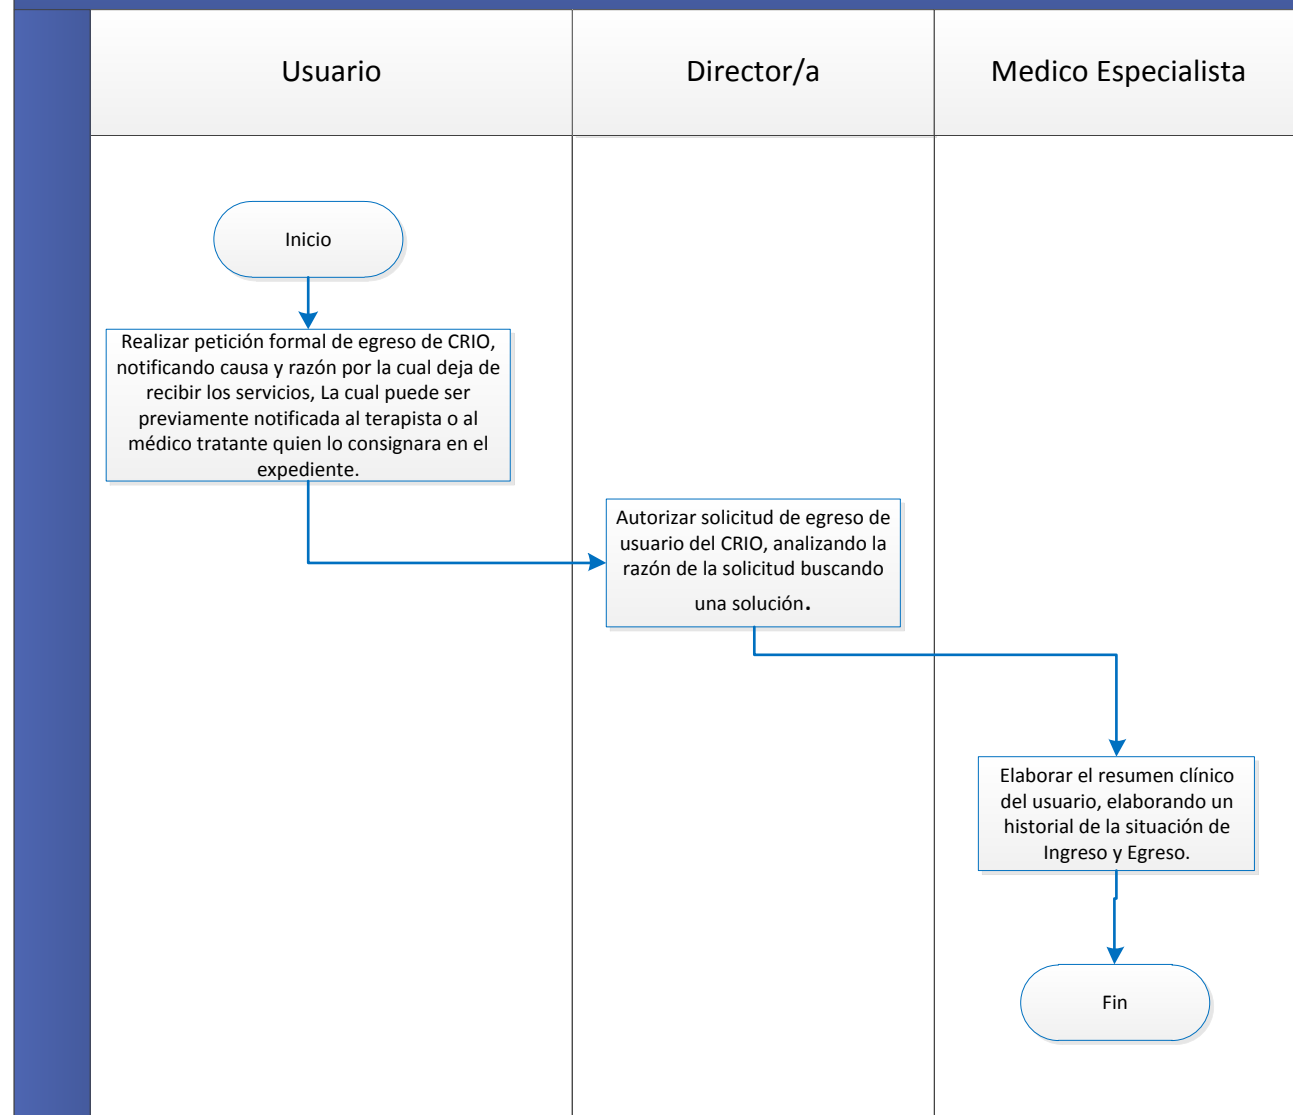 Usuario
Director/a
Medico Especialista
Inicio
Realizar petición formal de egreso de CRIO,
notificando causa y razón por la cual deja de
recibir los servicios, La cual puede ser
previamente notificada al terapista o al
médico tratante quien lo consignara en el
expediente.
Autorizar solicitud de egreso de
usuario del CRIO, analizando la
razón de la solicitud buscando
una solución.
Elaborar el resumen clínico
del usuario, elaborando un
historial de la situación de
Ingreso y Egreso.
Fin